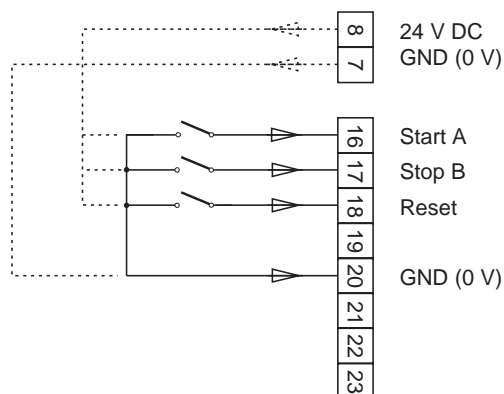 8 24 V DC
7 GND (0 V)
16 Start A
17 Stop B
18 Reset
19
20 GND (0 V)
21
22
23